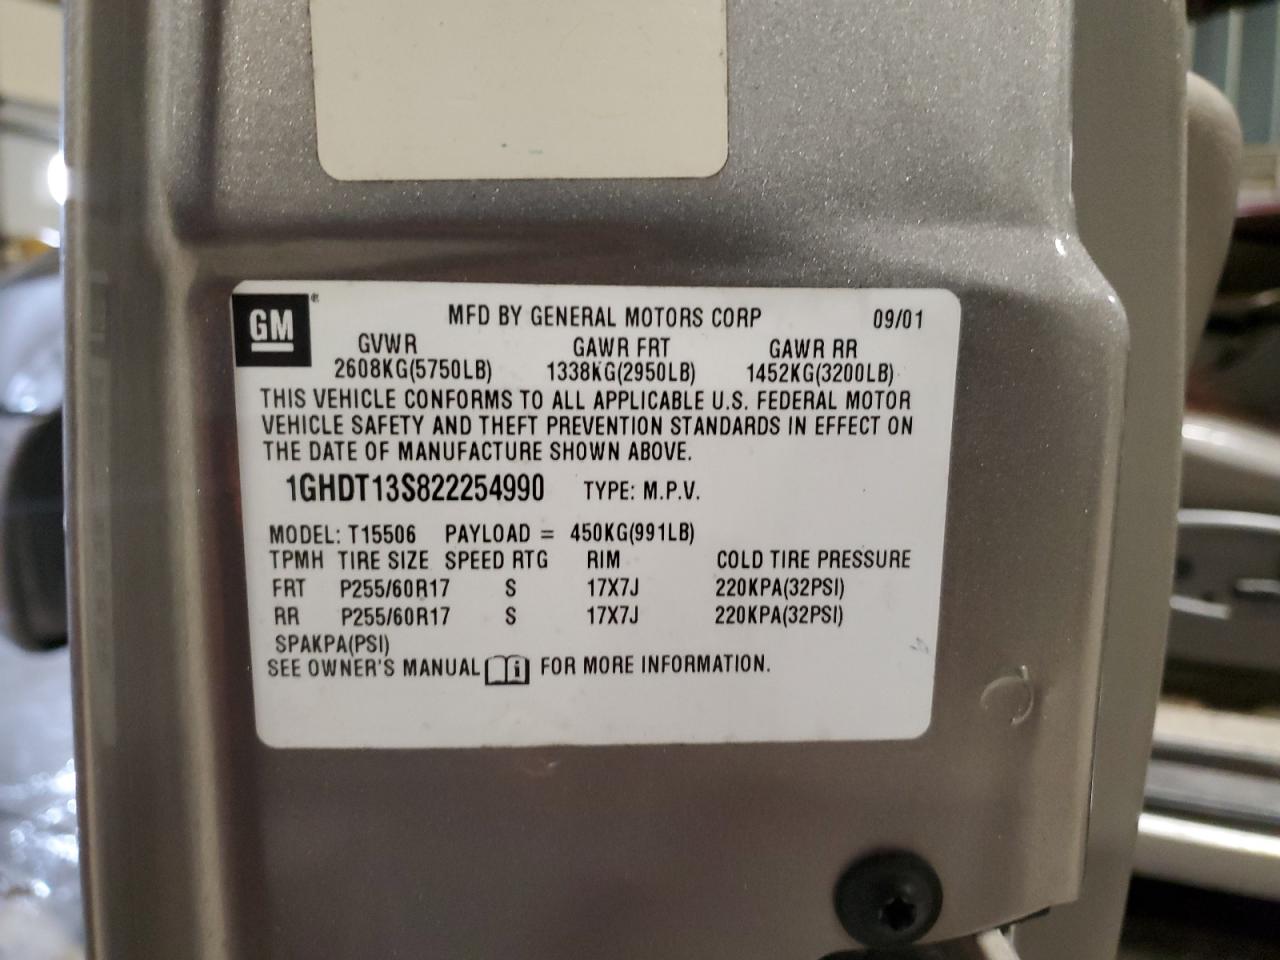 GM ®
MFD BY GENERAL MOTORS CORP 09/01
GVWR GAWR FRT GAWR RR
2608KG(5750LB) 1338KG(2950LB) 1452KG(3200LB)
THIS VEHICLE CONFORMS TO ALL APPLICABLE U.S. FEDERAL MOTOR
VEHICLE SAFETY AND THEFT PREVENTION STANDARDS IN EFFECT ON
THE DATE OF MANUFACTURE SHOWN ABOVE.
1GHDT13S822254990 TYPE: M.P.V.
MODEL: T15506 PAYLOAD = 450KG(991LB)
TPMH TIRE SIZE SPEED RTG RIM COLD TIRE PRESSURE
FRT P255/60R17 S 17X7J 220KPA(32PSI)
RR P255/60R17 S 17X7J 220KPA(32PSI)
SPAKPA(PSI)
SEE OWNER'S MANUAL i FOR MORE INFORMATION.